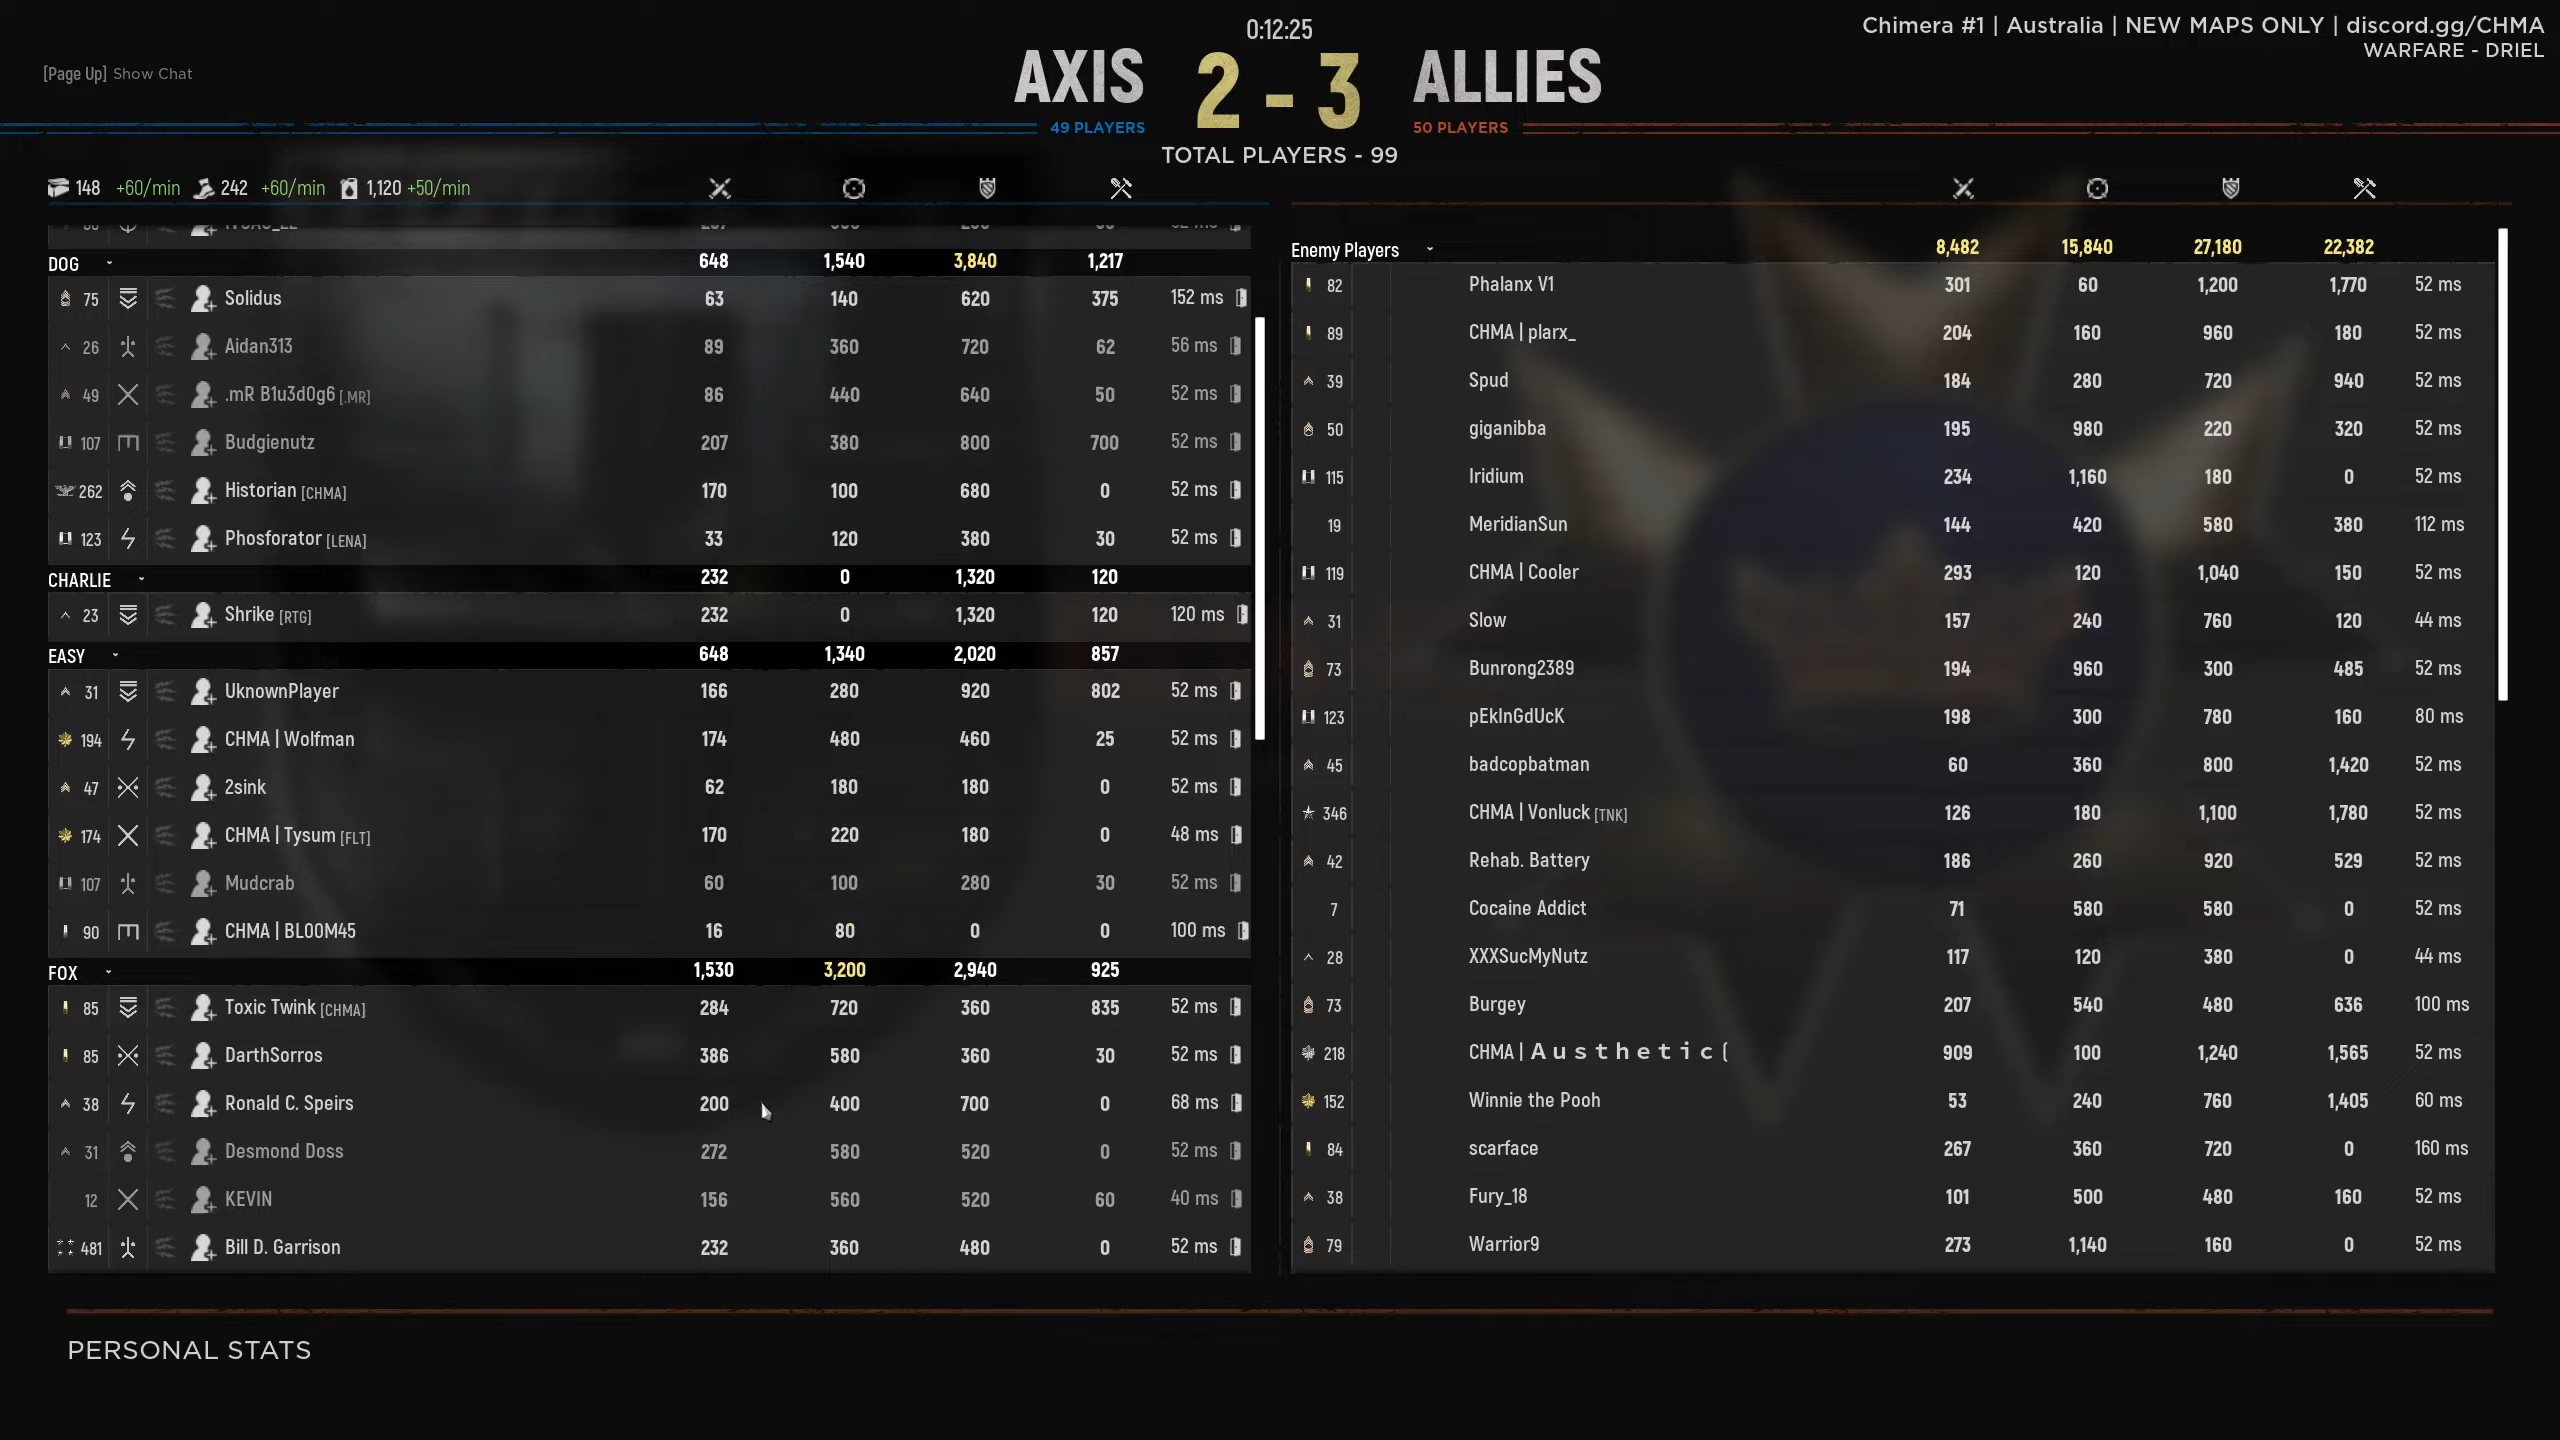 0:12:25
Chimera #1 | Australia | NEW MAPS ONLY | discord.gg/CHMA
WARFARE - DRIEL
[Page Up] Show Chat
AXIS 2 - 3 ALLIES
49 PLAYERS 50 PLAYERS
TOTAL PLAYERS - 99
148 +60/min 242 +60/min 1,120 +50/min
DOG 648 1,540 3,840 1,217
75 Solidus 63 140 620 375 152 ms
26 Aidan313 89 360 720 62 56 ms
49 .mR B1u3d0g6 [.MR] 86 440 640 50 52 ms
107 Budgienutz 207 380 800 700 52 ms
262 Historian [CHMA] 170 100 680 0 52 ms
123 Phosforator [LENA] 33 120 380 30 52 ms
CHARLIE 232 0 1,320 120
23 Shrike [RTG] 232 0 1,320 120 120 ms
EASY 648 1,340 2,020 857
31 UknownPlayer 166 280 920 802 52 ms
194 CHMA | Wolfman 174 480 460 25 52 ms
47 2sink 62 180 180 0 52 ms
174 CHMA | Tysum [FLT] 170 220 180 0 48 ms
107 Mudcrab 60 100 280 30 52 ms
90 CHMA | BLOOM45 16 80 0 0 100 ms
FOX 1,530 3,200 2,940 925
85 Toxic Twink [CHMA] 284 720 360 835 52 ms
85 DarthSorros 386 580 360 30 52 ms
38 Ronald C. Speirs 200 400 700 0 68 ms
31 Desmond Doss 272 580 520 0 52 ms
12 KEVIN 156 560 520 60 40 ms
481 Bill D. Garrison 232 360 480 0 52 ms
Enemy Players 8,482 15,840 27,180 22,382
82 Phalanx V1 301 60 1,200 1,770 52 ms
89 CHMA | plarx_ 204 160 960 180 52 ms
39 Spud 184 280 720 940 52 ms
50 giganibba 195 980 220 320 52 ms
115 Iridium 234 1,160 180 0 52 ms
19 MeridianSun 144 420 580 380 112 ms
119 CHMA | Cooler 293 120 1,040 150 52 ms
31 Slow 157 240 760 120 44 ms
73 Bunrong2389 194 960 300 485 52 ms
123 pEkInGdUcK 198 300 780 160 80 ms
45 badcopbatman 60 360 800 1,420 52 ms
346 CHMA | Vonluck [TNK] 126 180 1,100 1,780 52 ms
42 Rehab. Battery 186 260 920 529 52 ms
7 Cocaine Addict 71 580 580 0 52 ms
28 XXXSucMyNutz 117 120 380 0 44 ms
73 Burgey 207 540 480 636 100 ms
218 CHMA | Austhetic( 909 100 1,240 1,565 52 ms
152 Winnie the Pooh 53 240 760 1,405 60 ms
84 scarface 267 360 720 0 160 ms
38 Fury_18 101 500 480 160 52 ms
79 Warrior9 273 1,140 160 0 52 ms
PERSONAL STATS